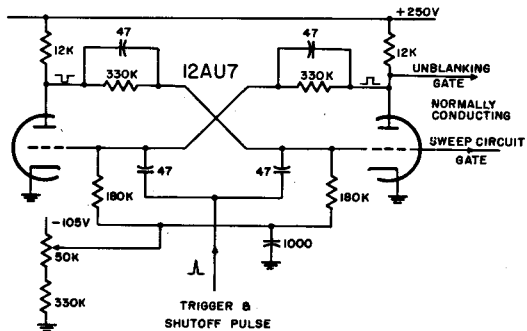 +250V
47
47
12K
12K
330K
12AU7
330K
UNBLANKING
GATE
NORMALLY
CONDUCTING
SWEEP CIRCUIT
GATE
47
47
180K
180K
-105V
50K
1000
330K
TRIGGER &
SHUTOFF PULSE